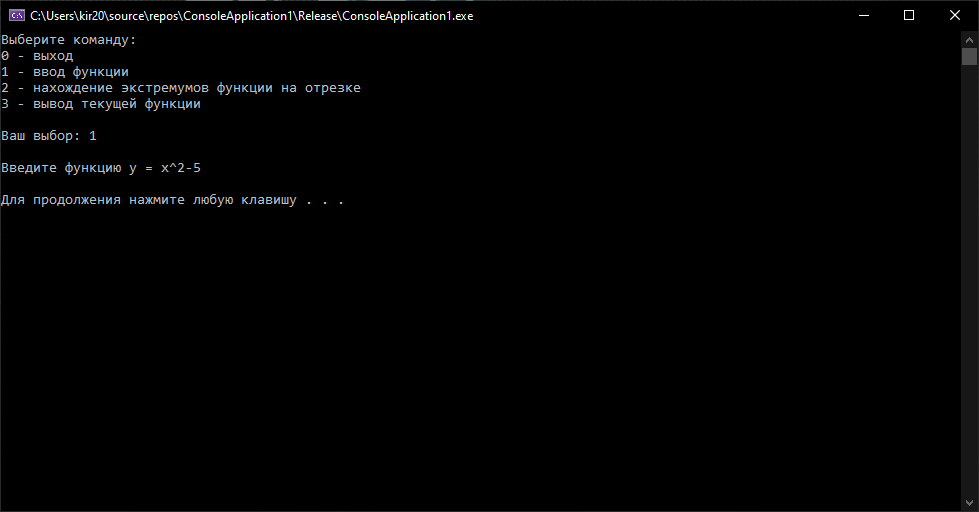 C:\Users\kir20\source\repos\ConsoleApplication1\Release\ConsoleApplication1.exe
Выберите команду:
0 - выход
1 - ввод функции
2 - нахождение экстремумов функции на отрезке
3 - вывод текущей функции
Ваш выбор: 1
Введите функцию y = x^2-5
Для продолжения нажмите любую клавишу . . .